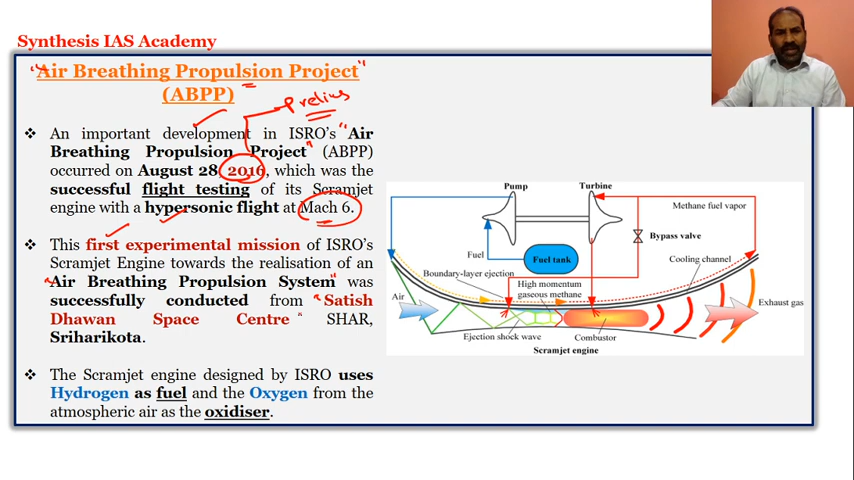 Synthesis IAS Academy
"Air Breathing Propulsion Project"
(ABPP)
Prelims
❖ An important development in ISRO's "Air
Breathing Propulsion Project" (ABPP)
occurred on August 28, 2016, which was the
successful flight testing of its Scramjet
engine with a hypersonic flight at Mach 6.
❖ This first experimental mission of ISRO's
Scramjet Engine towards the realisation of an
"Air Breathing Propulsion System" was
successfully conducted from "Satish
Dhawan Space Centre" SHAR,
Sriharikota.
❖ The Scramjet engine designed by ISRO uses
Hydrogen as fuel and the Oxygen from the
atmospheric air as the oxidiser.
Pump
Turbine
Methane fuel vapor
Bypass valve
Fuel
Fuel tank
Cooling channel
Boundary-layer ejection
High momentum
gaseous methane
Air
Exhaust gas
Ejection shock wave
Combustor
Scramjet engine